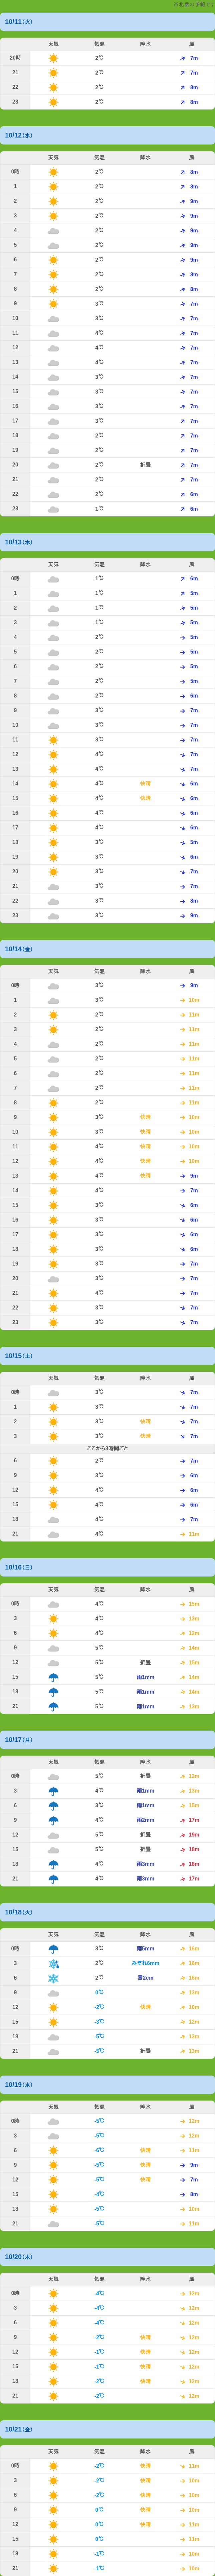 10/11(火)
天気 気温 降水 風
20時 2℃ 7m
21 2℃ 7m
22 2℃ 8m
23 2℃ 8m
10/12(水)
天気 気温 降水 風
0時 2℃ 8m
1 2℃ 8m
2 2℃ 9m
3 2℃ 9m
4 2℃ 9m
5 2℃ 9m
6 2℃ 9m
7 2℃ 8m
8 2℃ 8m
9 3℃ 7m
10 3℃ 7m
11 4℃ 7m
12 4℃ 7m
13 4℃ 7m
14 3℃ 7m
15 3℃ 7m
16 3℃ 7m
17 3℃ 7m
18 2℃ 7m
19 2℃ 7m
20 2℃ 折畳 7m
21 2℃ 7m
22 2℃ 6m
23 1℃ 6m
10/13(木)
天気 気温 降水 風
0時 1℃ 6m
1 1℃ 5m
2 1℃ 5m
3 1℃ 5m
4 2℃ 5m
5 2℃ 5m
6 2℃ 5m
7 2℃ 5m
8 2℃ 6m
9 3℃ 7m
10 3℃ 7m
11 3℃ 7m
12 4℃ 7m
13 4℃ 7m
14 4℃ 快晴 6m
15 4℃ 快晴 6m
16 4℃ 6m
17 4℃ 6m
18 3℃ 5m
19 3℃ 6m
20 3℃ 7m
21 3℃ 7m
22 3℃ 8m
23 3℃ 9m
10/14(金)
天気 気温 降水 風
0時 3℃ 9m
1 3℃ 10m
2 2℃ 11m
3 2℃ 11m
4 2℃ 11m
5 2℃ 11m
6 2℃ 11m
7 2℃ 11m
8 2℃ 11m
9 3℃ 快晴 10m
10 3℃ 快晴 10m
11 4℃ 快晴 10m
12 4℃ 快晴 10m
13 4℃ 快晴 9m
14 4℃ 7m
15 3℃ 6m
16 3℃ 6m
17 3℃ 6m
18 3℃ 6m
19 3℃ 7m
20 3℃ 7m
21 4℃ 7m
22 3℃ 7m
23 3℃ 7m
10/15(土)
天気 気温 降水 風
0時 3℃ 7m
1 3℃ 7m
2 3℃ 快晴 7m
3 3℃ 快晴 7m
ここから3時間ごと
6 2℃ 7m
9 3℃ 6m
12 4℃ 6m
15 4℃ 6m
18 4℃ 7m
21 4℃ 11m
10/16(日)
天気 気温 降水 風
0時 4℃ 15m
3 4℃ 13m
6 4℃ 12m
9 5℃ 14m
12 5℃ 折畳 15m
15 5℃ 雨1mm 14m
18 5℃ 雨1mm 14m
21 5℃ 雨1mm 13m
10/17(月)
天気 気温 降水 風
0時 5℃ 折畳 12m
3 4℃ 雨1mm 13m
6 3℃ 雨1mm 15m
9 4℃ 雨2mm 17m
12 5℃ 折畳 19m
15 5℃ 折畳 18m
18 4℃ 雨3mm 18m
21 4℃ 雨3mm 17m
10/18(火)
天気 気温 降水 風
0時 3℃ 雨5mm 16m
3 2℃ みぞれ6mm 16m
6 2℃ 雪2cm 16m
9 0℃ 13m
12 -2℃ 快晴 10m
15 -3℃ 12m
18 -5℃ 13m
21 -5℃ 折畳 13m
10/19(水)
天気 気温 降水 風
0時 -5℃ 12m
3 -5℃ 12m
6 -6℃ 快晴 11m
9 -5℃ 快晴 9m
12 -5℃ 快晴 7m
15 -4℃ 8m
18 -5℃ 10m
21 -5℃ 11m
10/20(木)
天気 気温 降水 風
0時 -4℃ 12m
3 -4℃ 12m
6 -4℃ 12m
9 -2℃ 快晴 12m
12 -1℃ 快晴 12m
15 -1℃ 快晴 12m
18 -2℃ 快晴 12m
21 -2℃ 12m
10/21(金)
天気 気温 降水 風
0時 -2℃ 快晴 11m
3 -2℃ 快晴 10m
6 -2℃ 快晴 10m
9 0℃ 快晴 10m
12 0℃ 快晴 11m
15 0℃ 11m
18 -1℃ 10m
21 -1℃ 10m